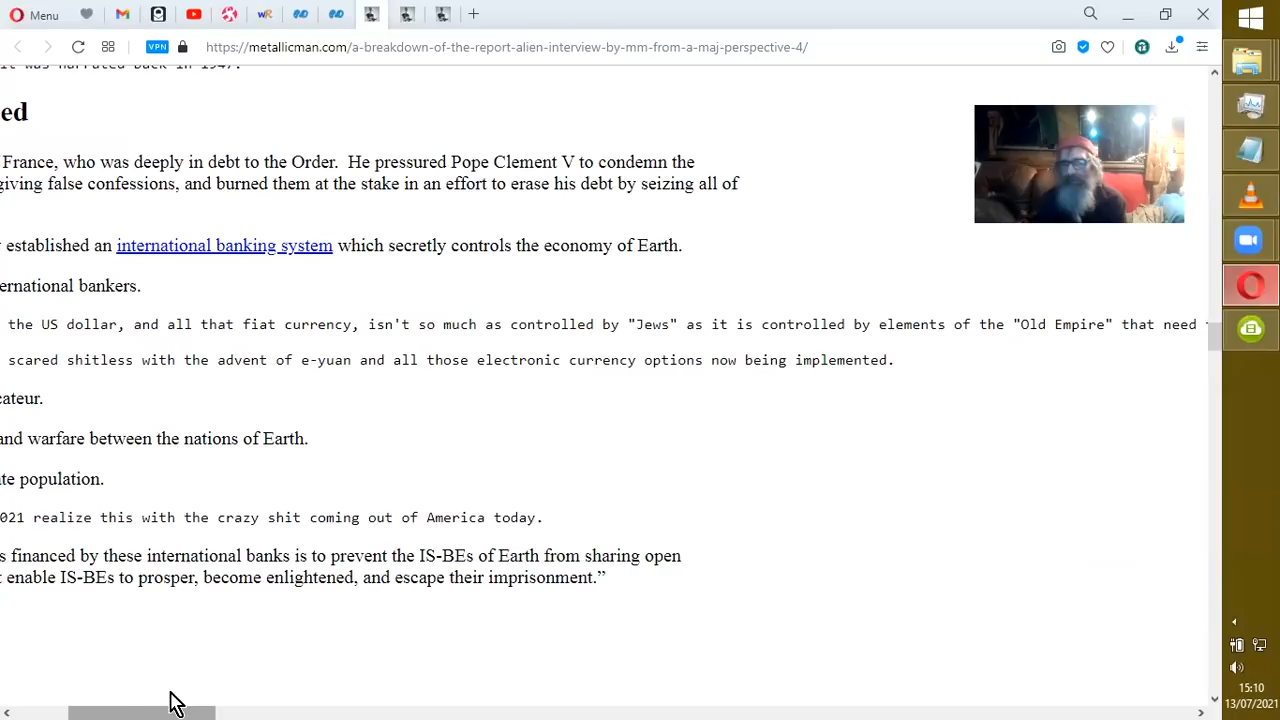 Menu
VPN
https://metallicman.com/a-breakdown-of-the-report-alien-interview-by-mm-from-a-maj-perspective-4/
it was narrated back in 1947.
ed
France, who was deeply in debt to the Order. He pressured Pope Clement V to condemn the
giving false confessions, and burned them at the stake in an effort to erase his debt by seizing all of
established an international banking system which secretly controls the economy of Earth.
ernational bankers.
the US dollar, and all that fiat currency, isn't so much as controlled by "Jews" as it is controlled by elements of the "Old Empire" that need
scared shitless with the advent of e-yuan and all those electronic currency options now being implemented.
cateur.
and warfare between the nations of Earth.
te population.
021 realize this with the crazy shit coming out of America today.
s financed by these international banks is to prevent the IS-BEs of Earth from sharing open
t enable IS-BEs to prosper, become enlightened, and escape their imprisonment.”
15:10
13/07/2021